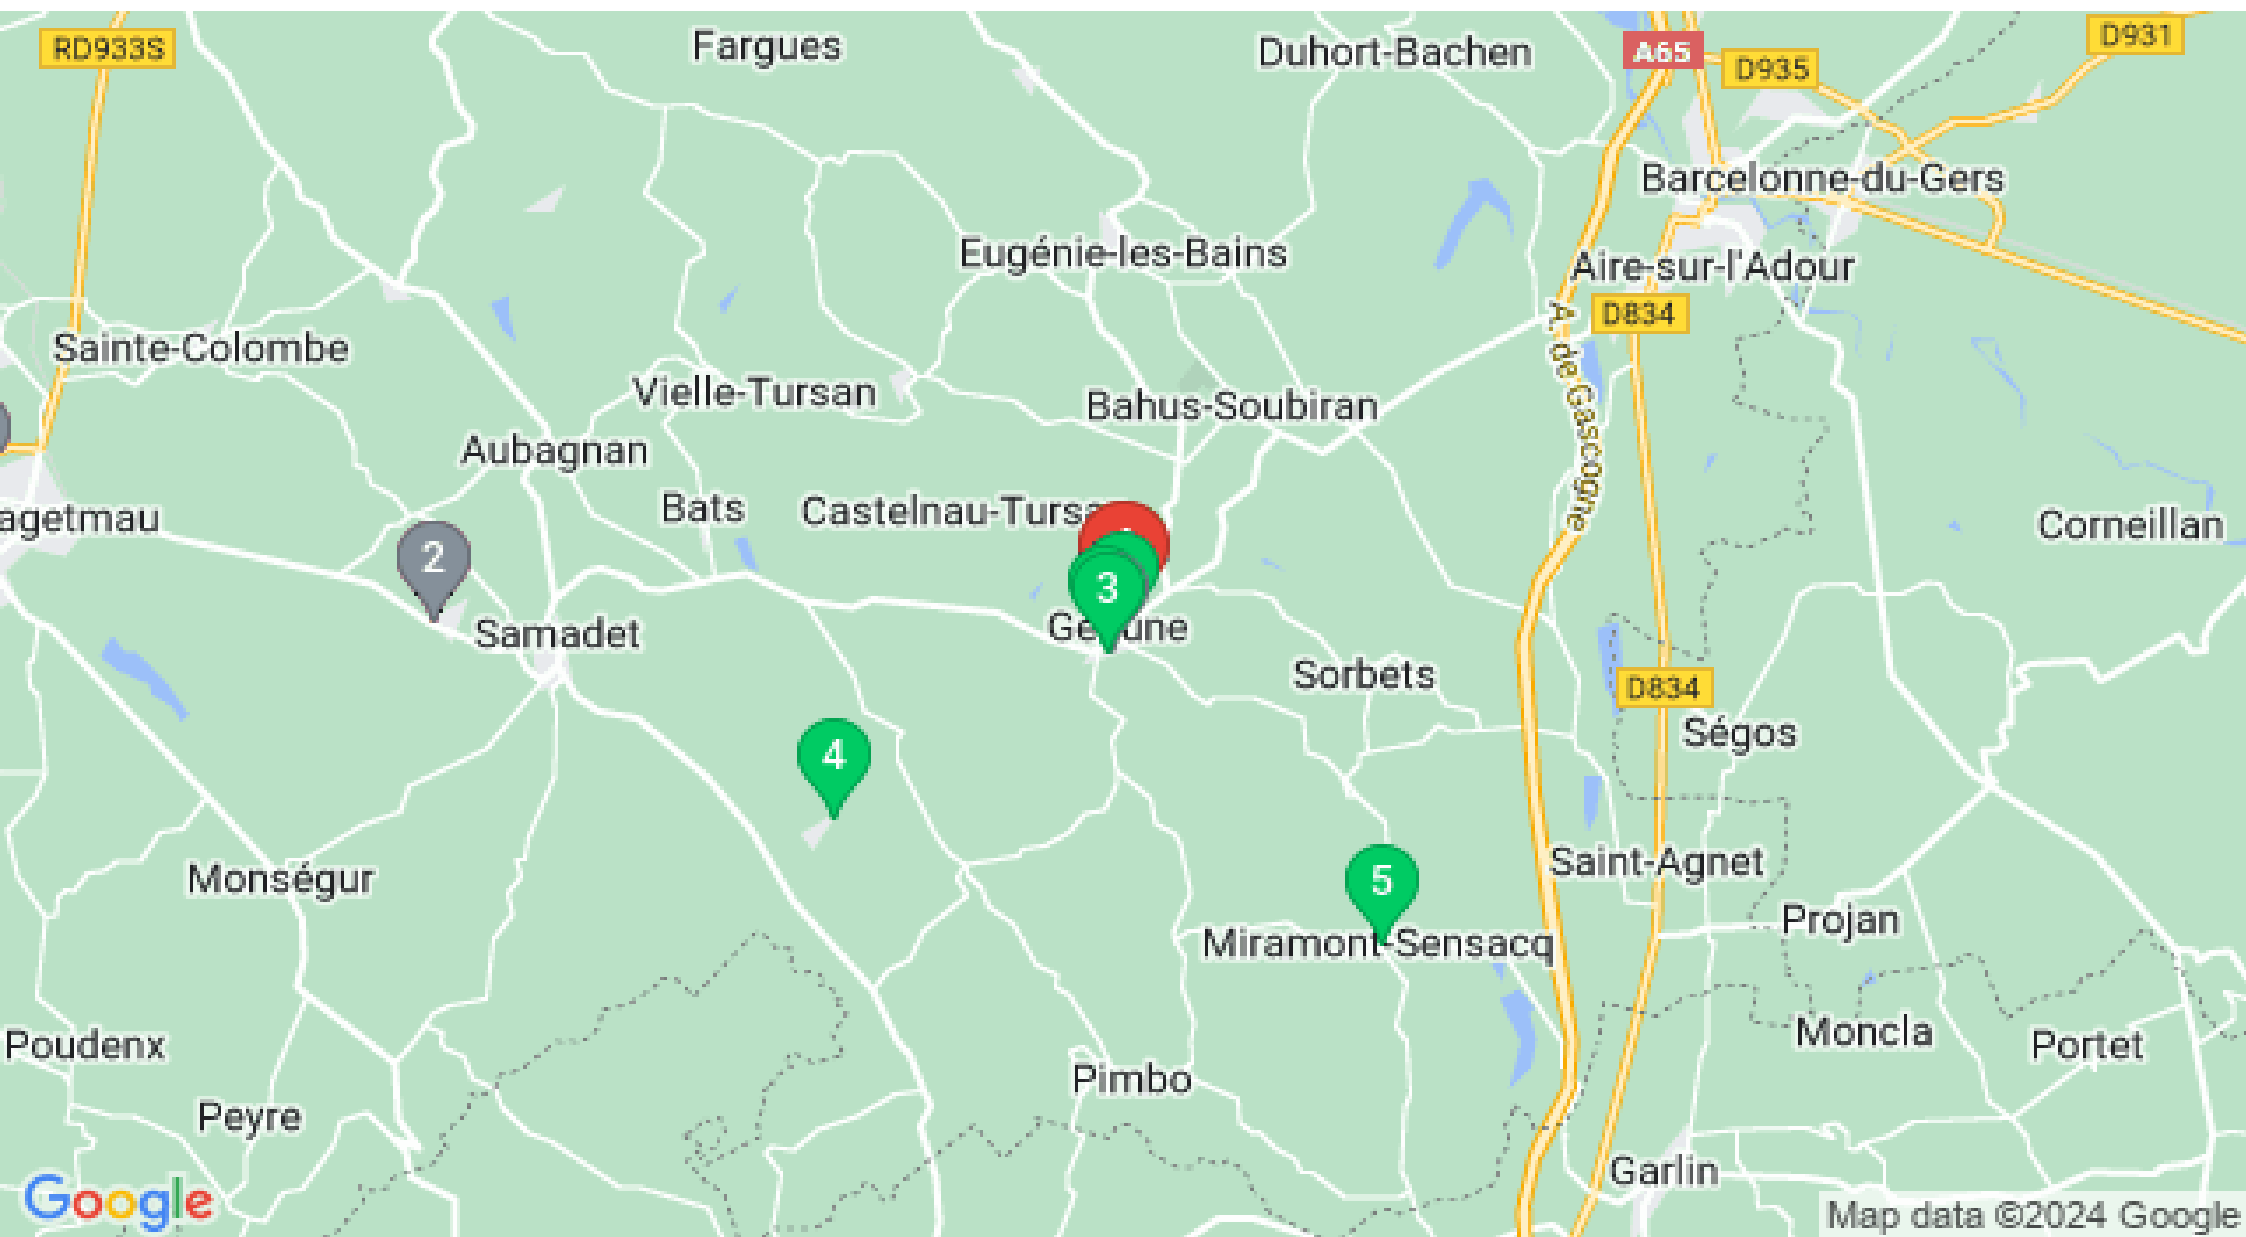 RD933S
Fargues
Duhort-Bachen
A65
D935
D931
Barcelonne-du-Gers
Eugénie-les-Bains
Aire-sur-l'Adour
D834
Sainte-Colombe
Vielle-Tursan
Bahus-Soubiran
A. de Gascogne
Aubagnan
Bats
Castelnau-Tursa
agetmau
Corneillan
2
3
Samadet
Sorbets
D834
Ségos
4
Monségur
5
Saint-Agnet
Projan
Miramont-Sensacq
Poudenx
Moncla
Portet
Pimbo
Peyre
Garlin
Google
Map data ©2024 Google